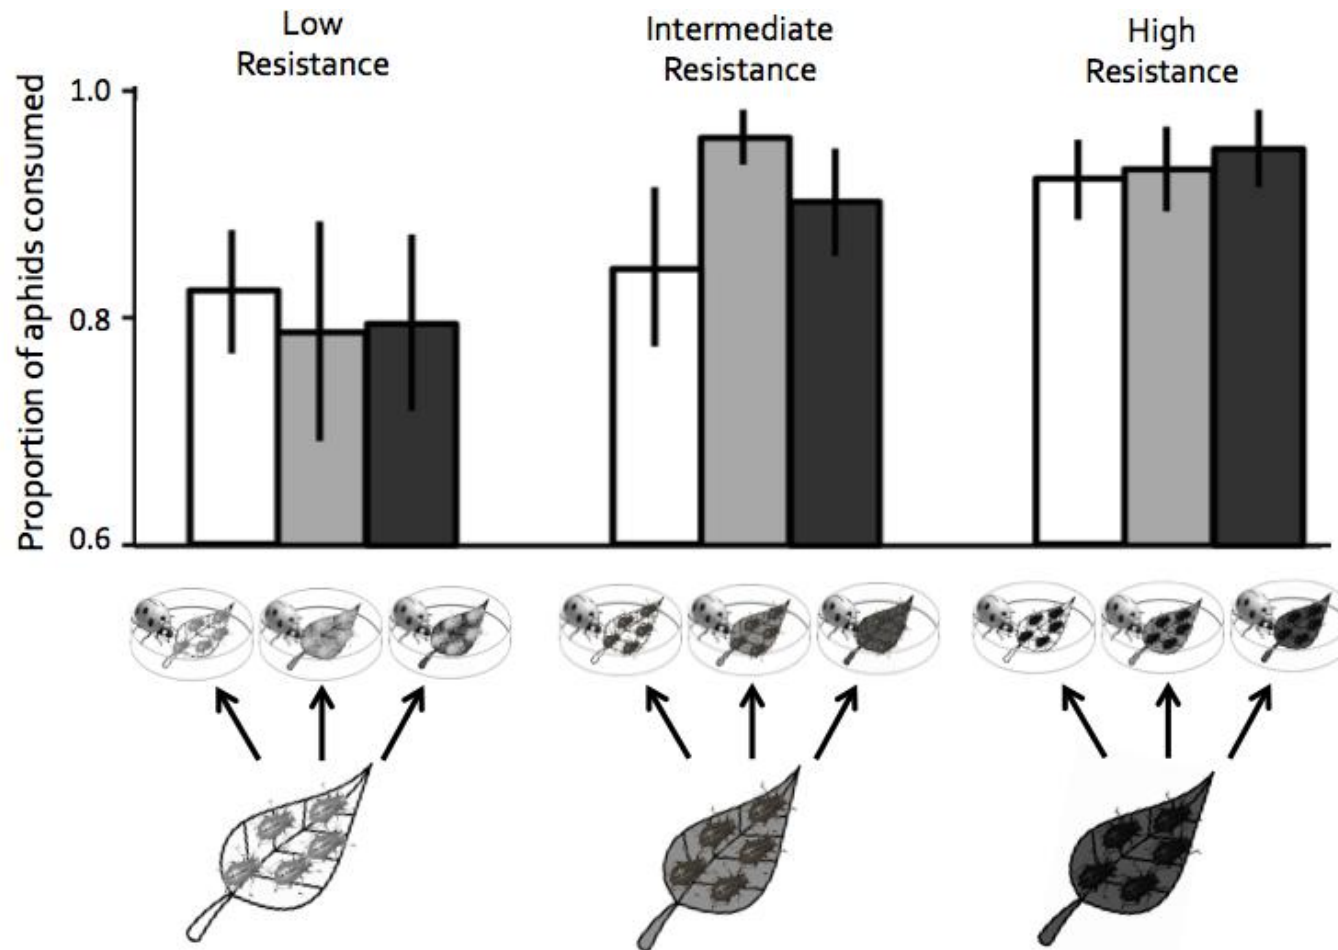 Low
Resistance
Intermediate
Resistance
High
Resistance
Proportion of aphids consumed
1.0
0.8
0.6